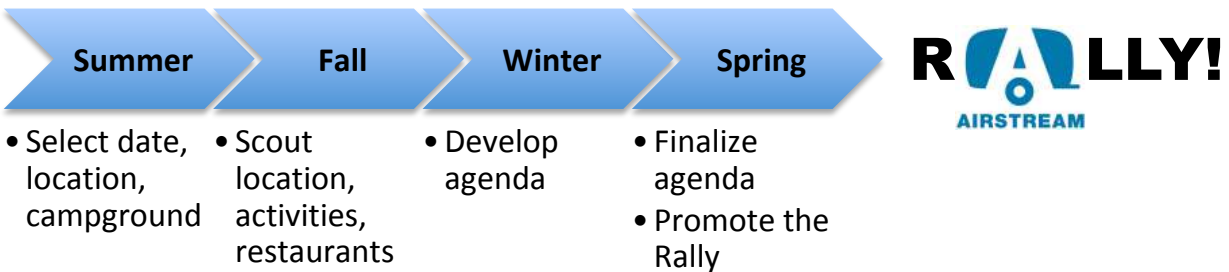 Summer
Fall
Winter
Spring
RALLY!
AIRSTREAM
• Select date,
location,
campground
• Scout
location,
activities,
restaurants
• Develop
agenda
• Finalize
agenda
• Promote the
Rally